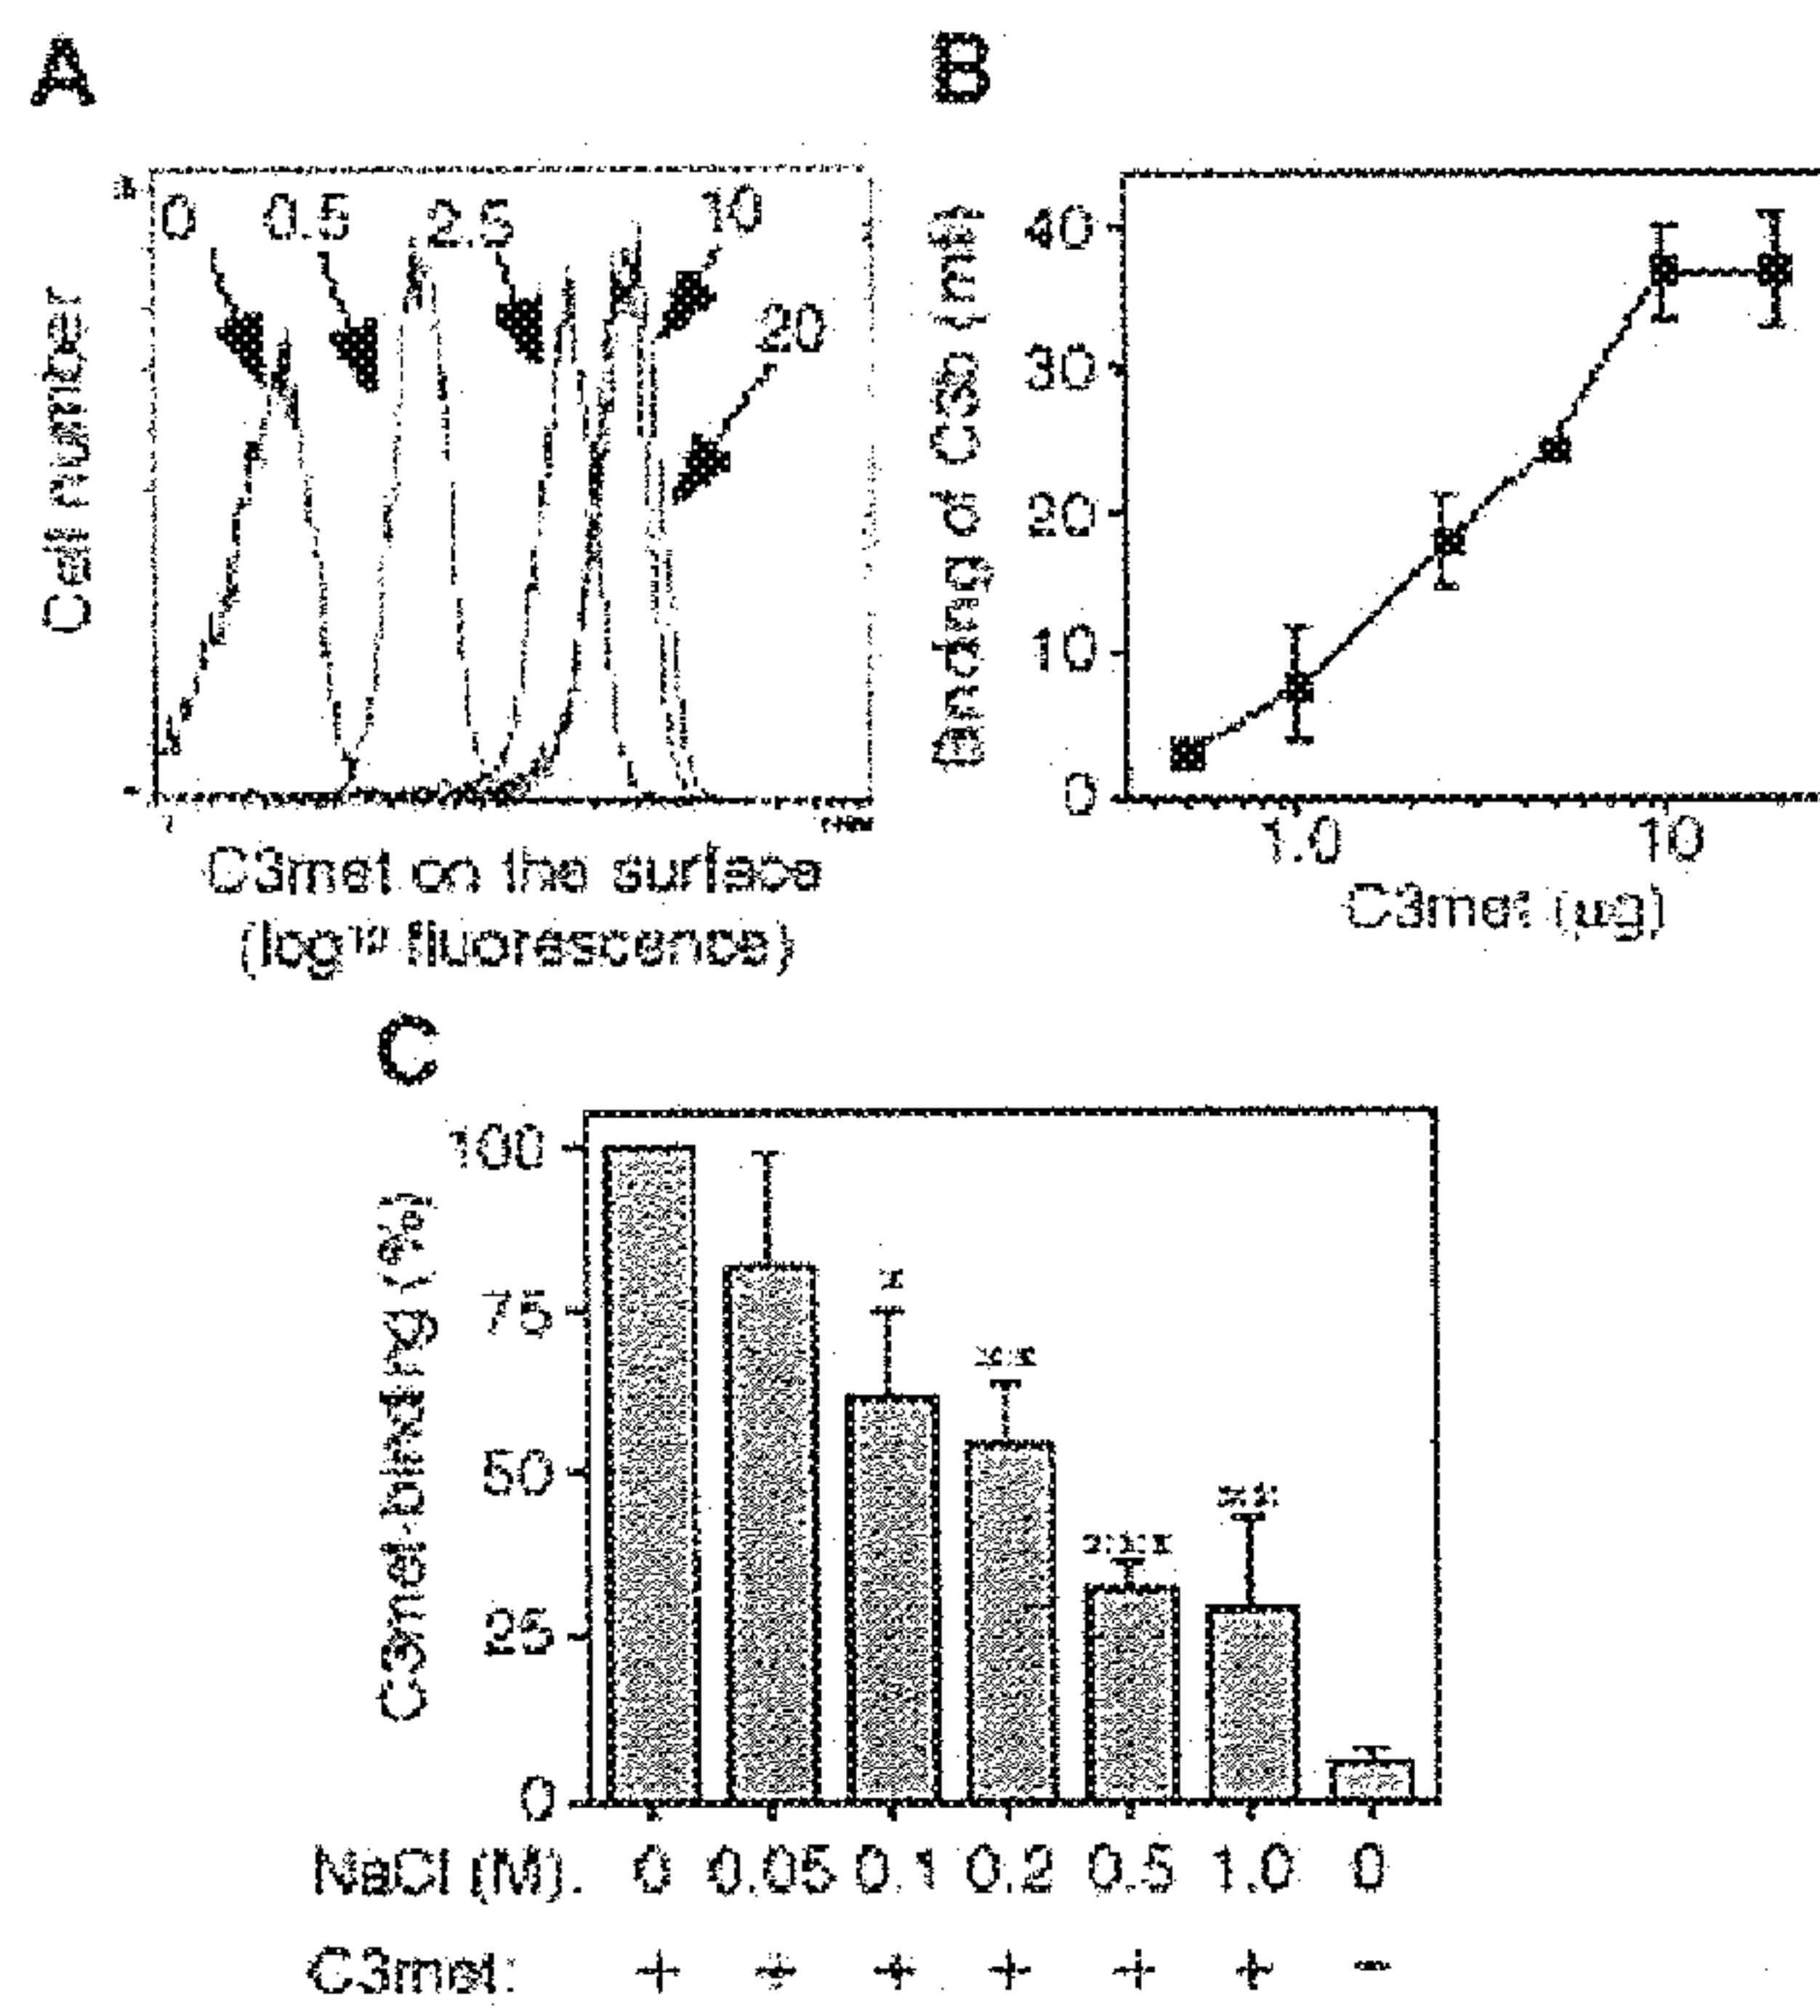 A
0 0.5 2.5 10
20
Cell number
C3met on the surface
(log¹⁰ fluorescence)
B
Binding of C3b (mfi)
40
30
20
10
0
1.0 10
C3met (µg)
C
C3met-binding (%)
100
75
50
25
0
*
**
***
**
NaCl (M): 0 0.05 0.1 0.2 0.5 1.0 0
C3met: + + + + + + -